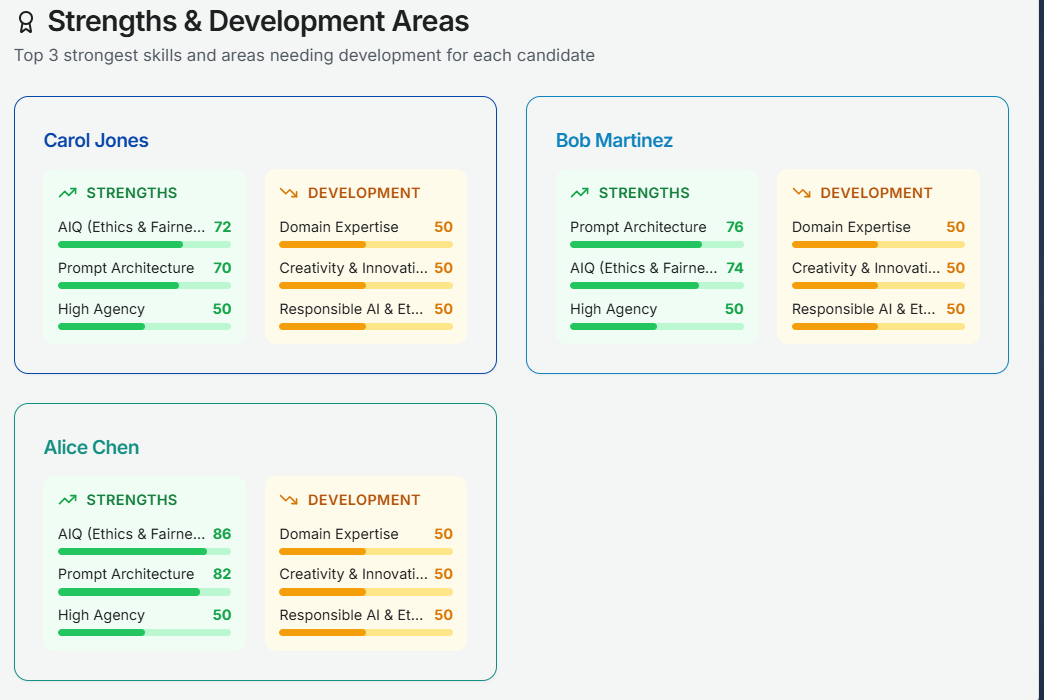 Strengths & Development Areas
Top 3 strongest skills and areas needing development for each candidate
Carol Jones
STRENGTHS
AIQ (Ethics & Fairne... 72
Prompt Architecture 70
High Agency 50
DEVELOPMENT
Domain Expertise 50
Creativity & Innovati... 50
Responsible AI & Et... 50
Bob Martinez
STRENGTHS
Prompt Architecture 76
AIQ (Ethics & Fairne... 74
High Agency 50
DEVELOPMENT
Domain Expertise 50
Creativity & Innovati... 50
Responsible AI & Et... 50
Alice Chen
STRENGTHS
AIQ (Ethics & Fairne... 86
Prompt Architecture 82
High Agency 50
DEVELOPMENT
Domain Expertise 50
Creativity & Innovati... 50
Responsible AI & Et... 50